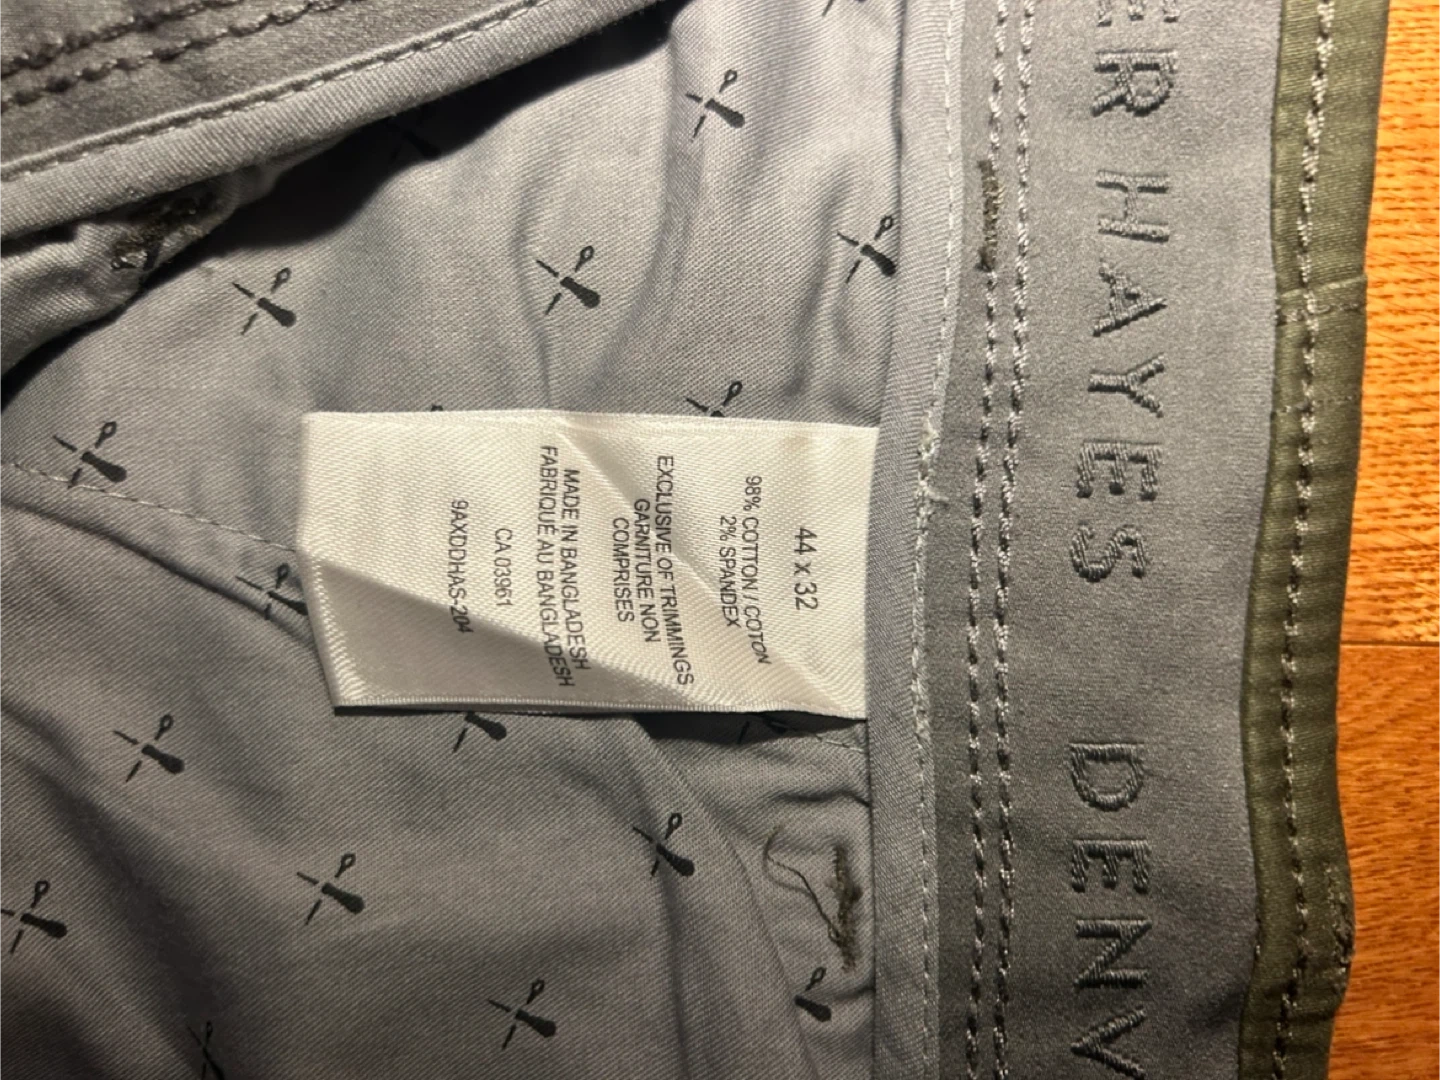 44 x 32
98% COTTON / COTON
2% SPANDEX
EXCLUSIVE OF TRIMMINGS
GARNITURE NON
COMPRISES
MADE IN BANGLADESH
FABRIQUÉ AU BANGLADESH
CA 03961
9AXDDHAS-204
ER HAYES DENV